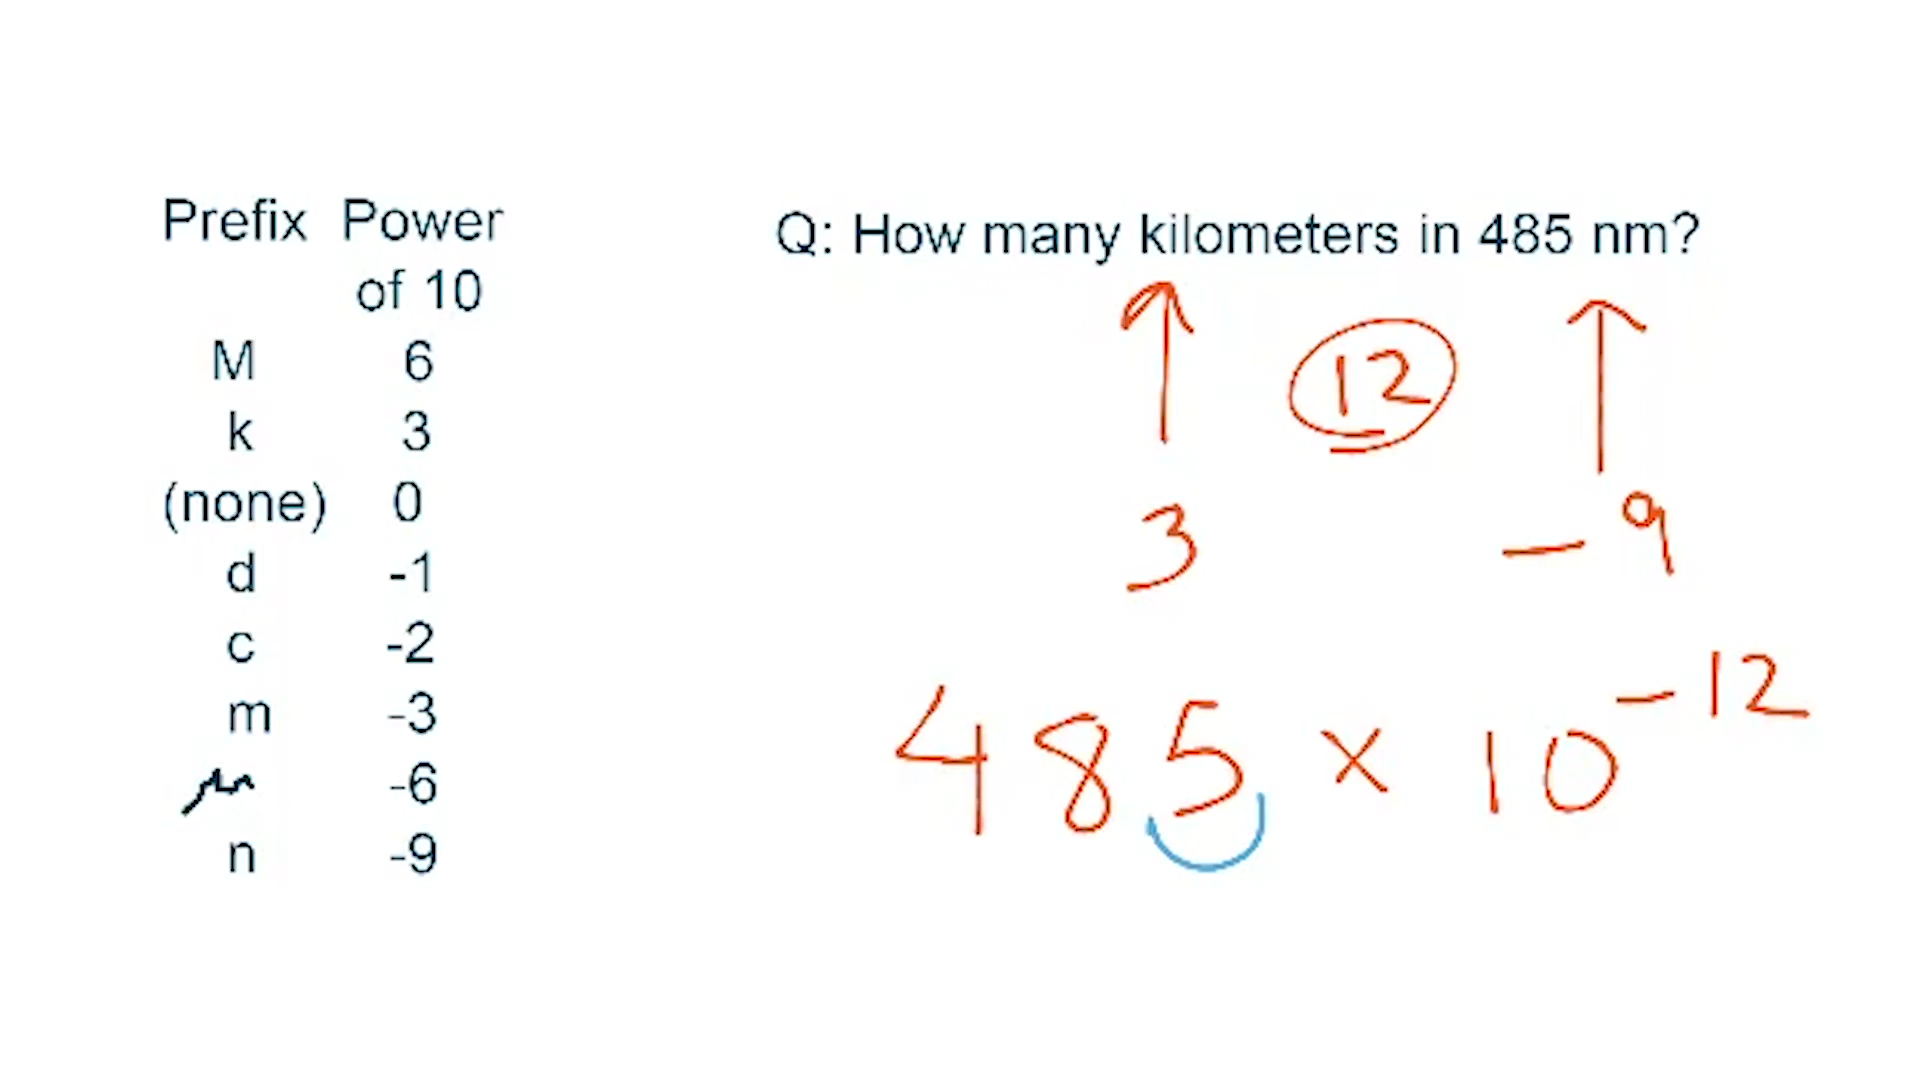 Prefix Power
of 10
M 6
k 3
(none) 0
d -1
c -2
m -3
μ -6
n -9
Q: How many kilometers in 485 nm?
12
3 -9
485 × 10⁻¹²